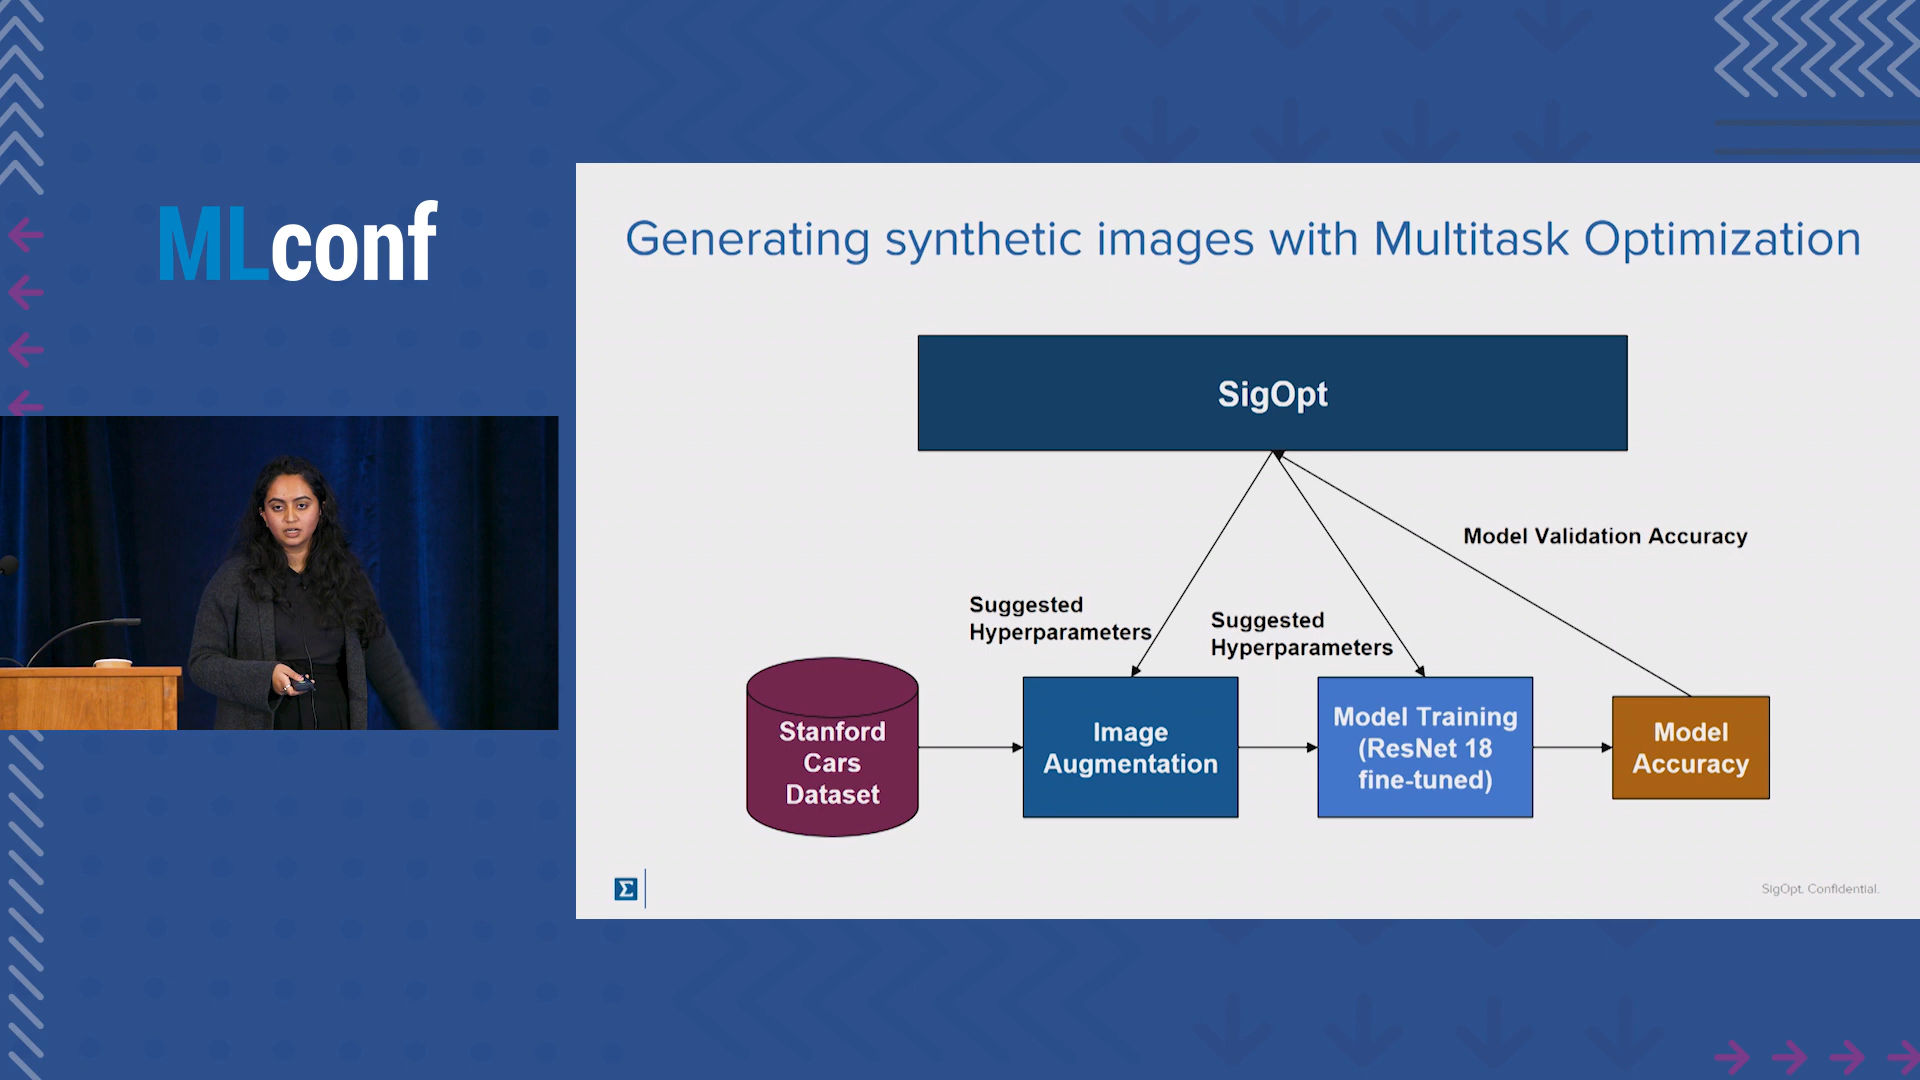 MLconf
Generating synthetic images with Multitask Optimization
SigOpt
Model Validation Accuracy
Suggested
Hyperparameters
Suggested
Hyperparameters
Stanford
Cars
Dataset
Image
Augmentation
Model Training
(ResNet 18
fine-tuned)
Model
Accuracy
Σ
SigOpt. Confidential.